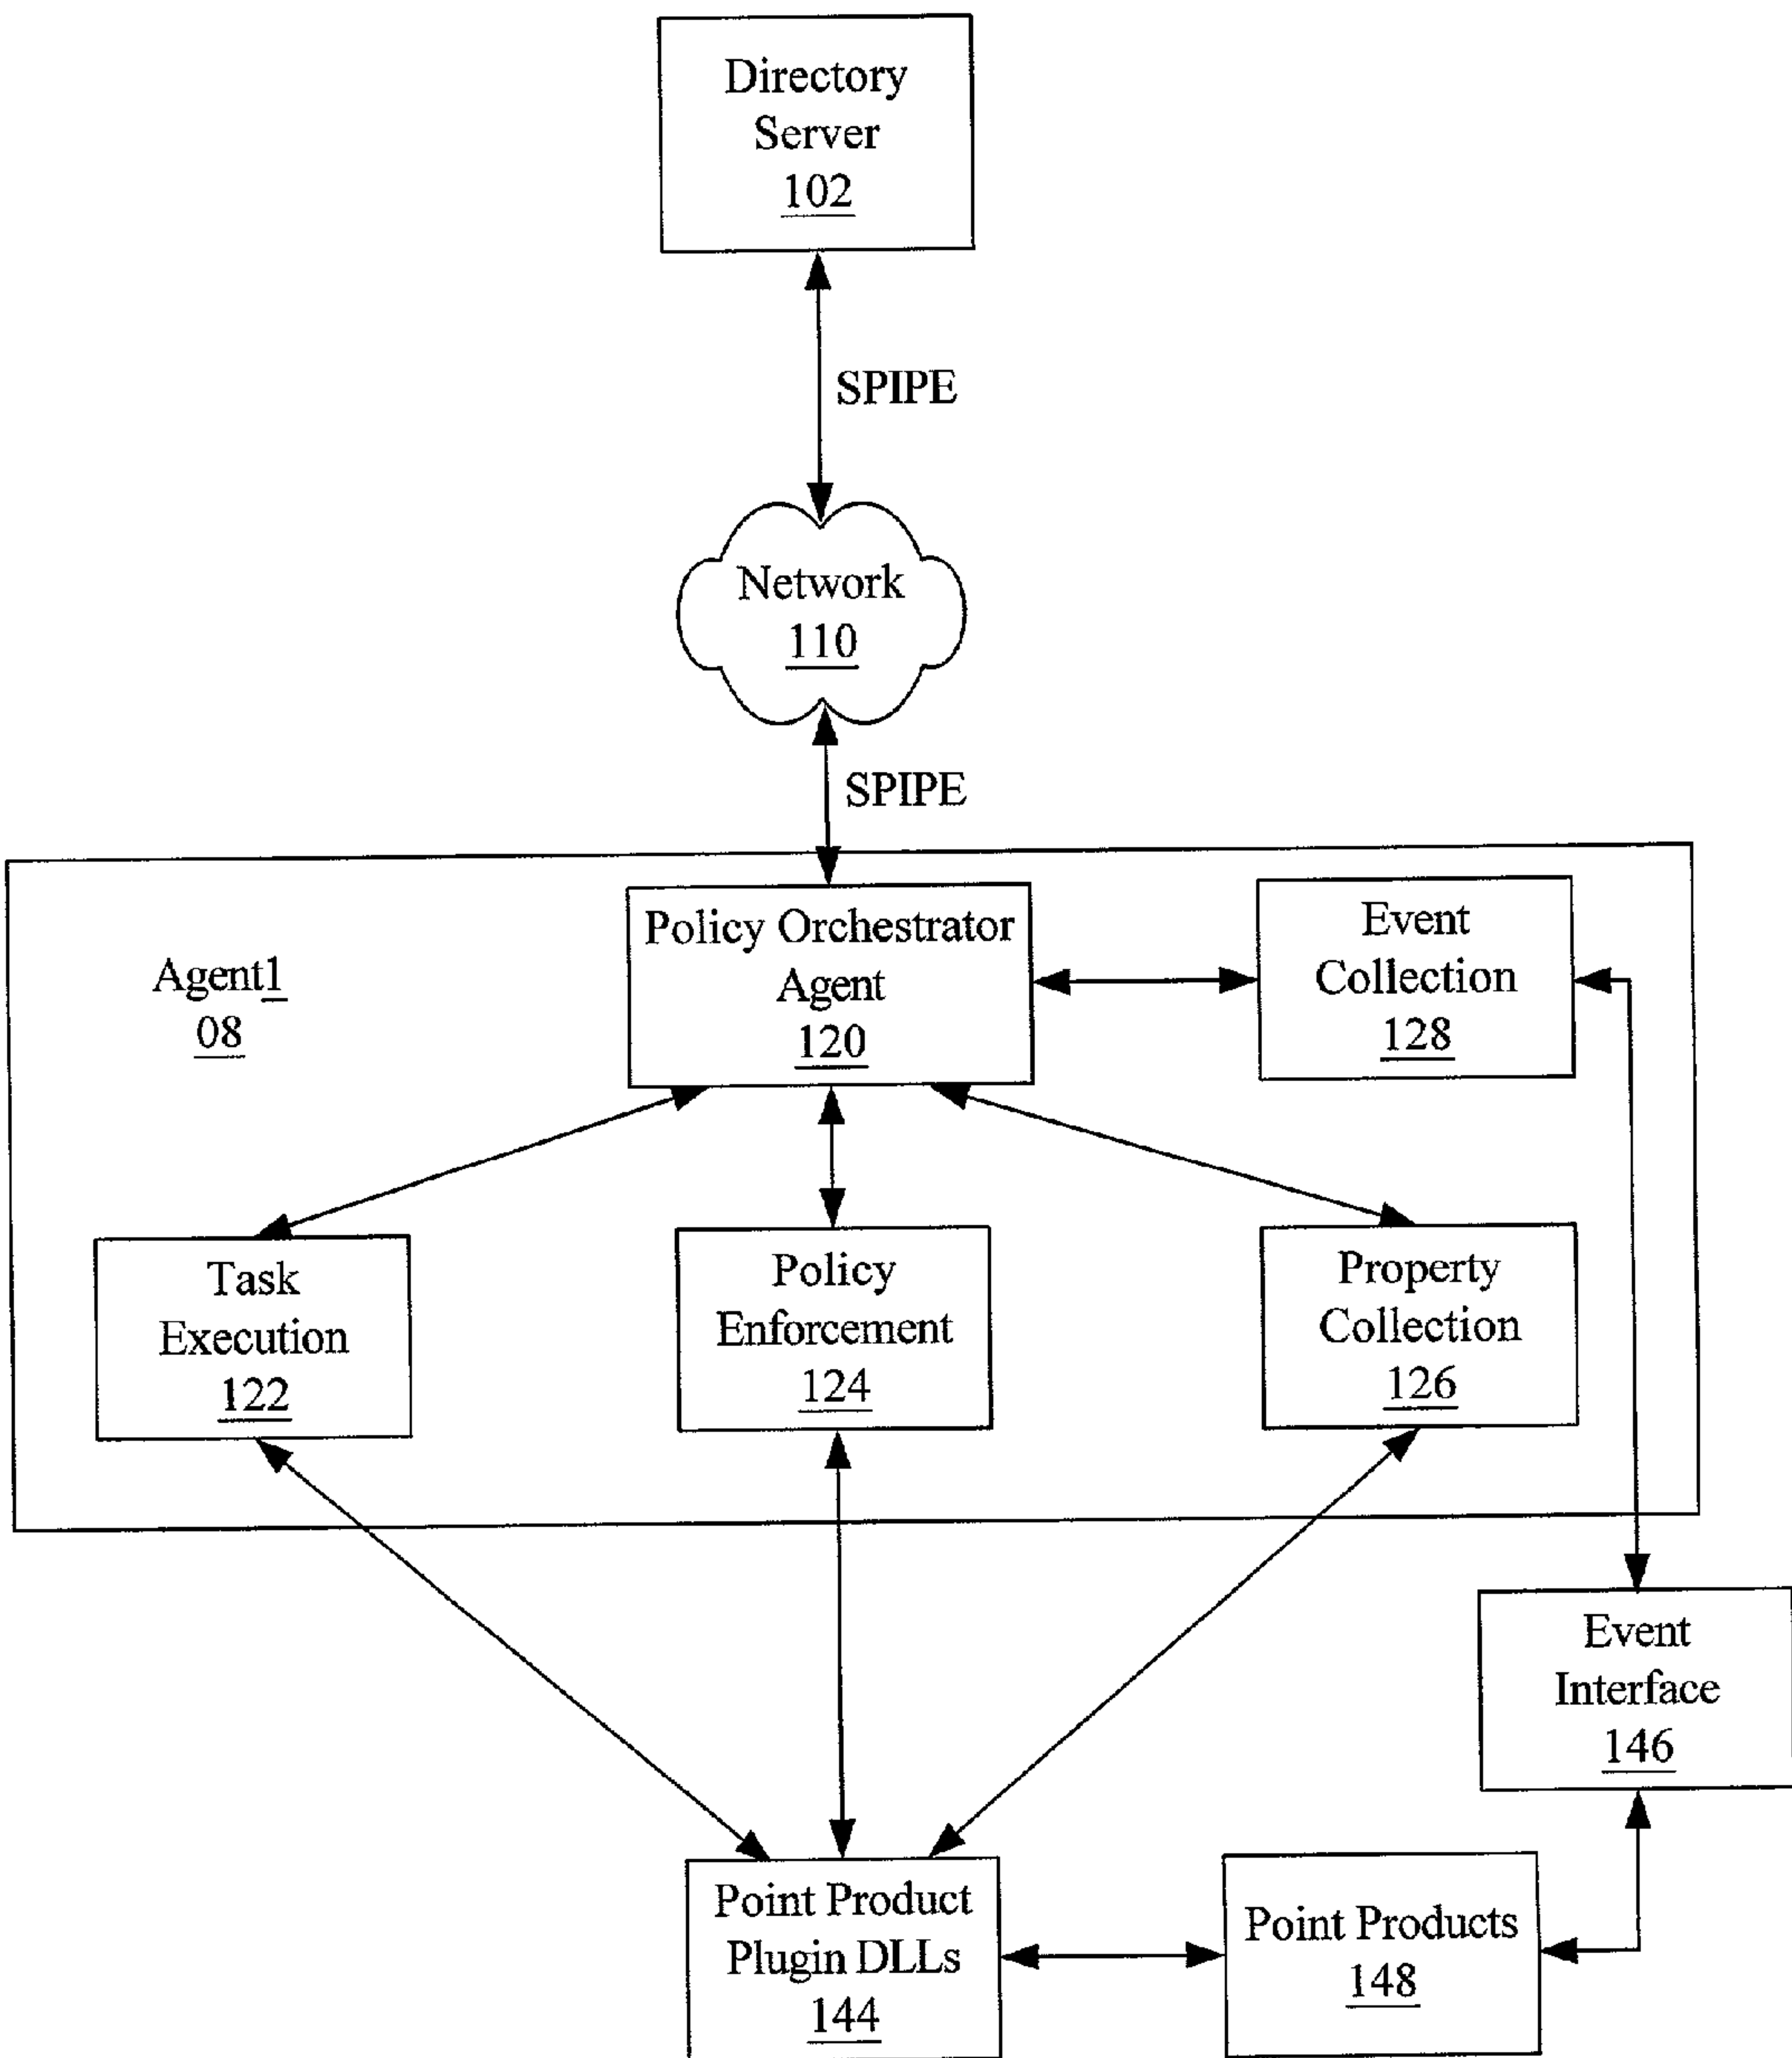 Directory
Server
102
SPIPE
Network
110
SPIPE
Agent1
08
Policy Orchestrator
Agent
120
Event
Collection
128
Task
Execution
122
Policy
Enforcement
124
Property
Collection
126
Event
Interface
146
Point Product
Plugin DLLs
144
Point Products
148